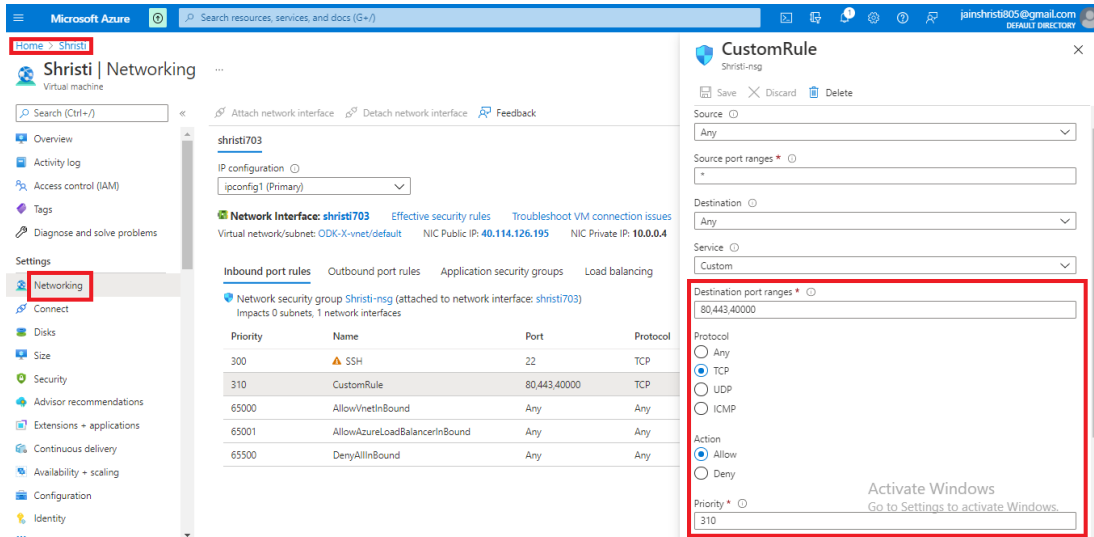 Microsoft Azure
Search resources, services, and docs (G+/)
1
jainshristi805@gmail.com
DEFAULT DIRECTORY
Home > Shristi
Shristi | Networking ...
Virtual machine
Search (Ctrl+/)
«
Overview
Activity log
Access control (IAM)
Tags
Diagnose and solve problems
Settings
Networking
Connect
Disks
Size
Security
Advisor recommendations
Extensions + applications
Continuous delivery
Availability + scaling
Configuration
Identity
Attach network interface Detach network interface Feedback
shristi703
IP configuration
ipconfig1 (Primary)
Network Interface: shristi703 Effective security rules Troubleshoot VM connection issues
Virtual network/subnet: ODK-X-vnet/default NIC Public IP: 40.114.126.195 NIC Private IP: 10.0.0.4
Inbound port rules Outbound port rules Application security groups Load balancing
Network security group Shristi-nsg (attached to network interface: shristi703)
Impacts 0 subnets, 1 network interfaces
Priority Name Port Protocol
300 SSH 22 TCP
310 CustomRule 80,443,40000 TCP
65000 AllowVnetInBound Any Any
65001 AllowAzureLoadBalancerInBound Any Any
65500 DenyAllInBound Any Any
CustomRule
Shristi-nsg
Save Discard Delete
Source
Any
Source port ranges *
*
Destination
Any
Service
Custom
Destination port ranges *
80,443,40000
Protocol
Any
TCP
UDP
ICMP
Action
Allow
Deny
Priority *
310
Activate Windows
Go to Settings to activate Windows.